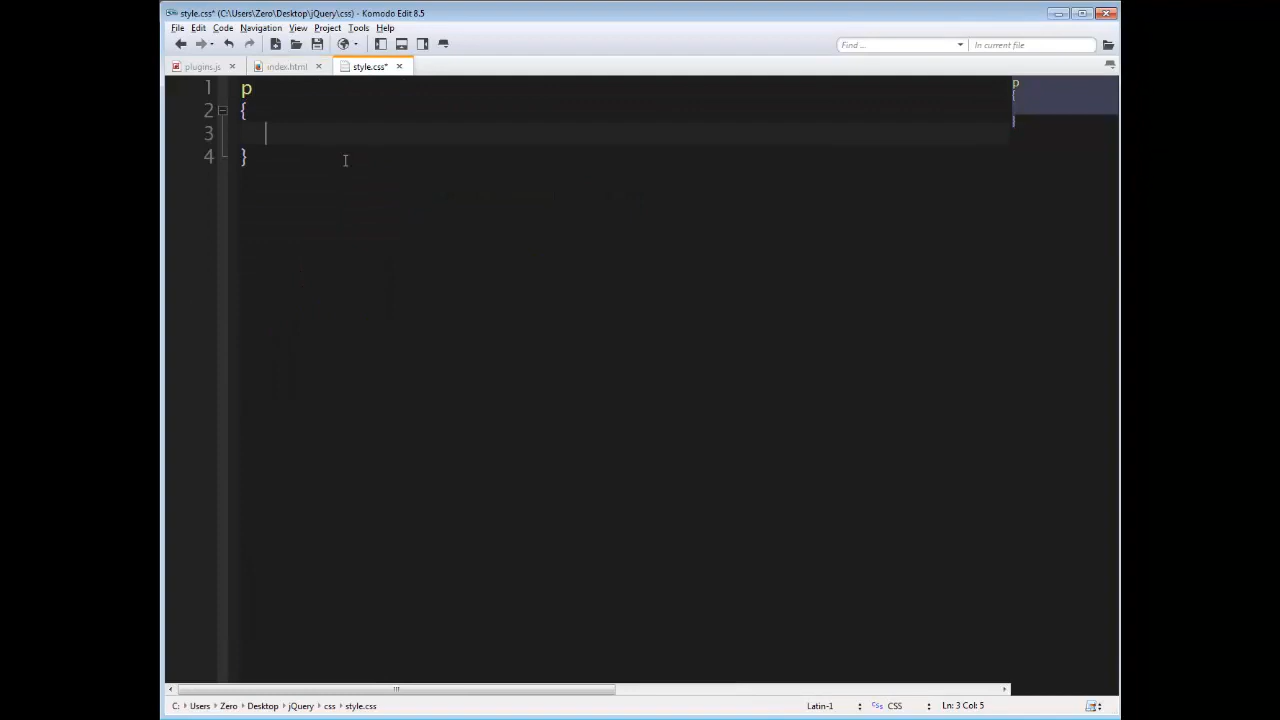 style.css* (C:\Users\Zero\Desktop\jQuery\css) - Komodo Edit 8.5
File Edit Code Navigation View Project Tools Help
Find ... In current file
plugins.js index.html style.css*
1 p
2 {
3
4 }
p
{
}
C: Users Zero Desktop jQuery css style.css Latin-1 CSS Ln: 3 Col: 5